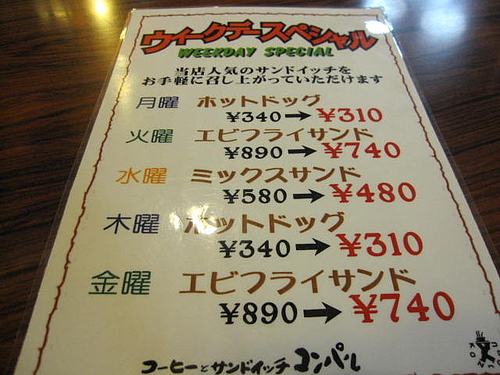 ウィークデースペシャル
WEEKDAY SPECIAL
当店人気のサンドイッチを
お手軽に召し上がっていただけます
月曜 ホットドッグ
¥340→¥310
火曜 エビフライサンド
¥890→¥740
水曜 ミックスサンド
¥580→¥480
木曜 ホットドッグ
¥340→¥310
金曜 エビフライサンド
¥890→¥740
コーヒーとサンドイッチ コンパル